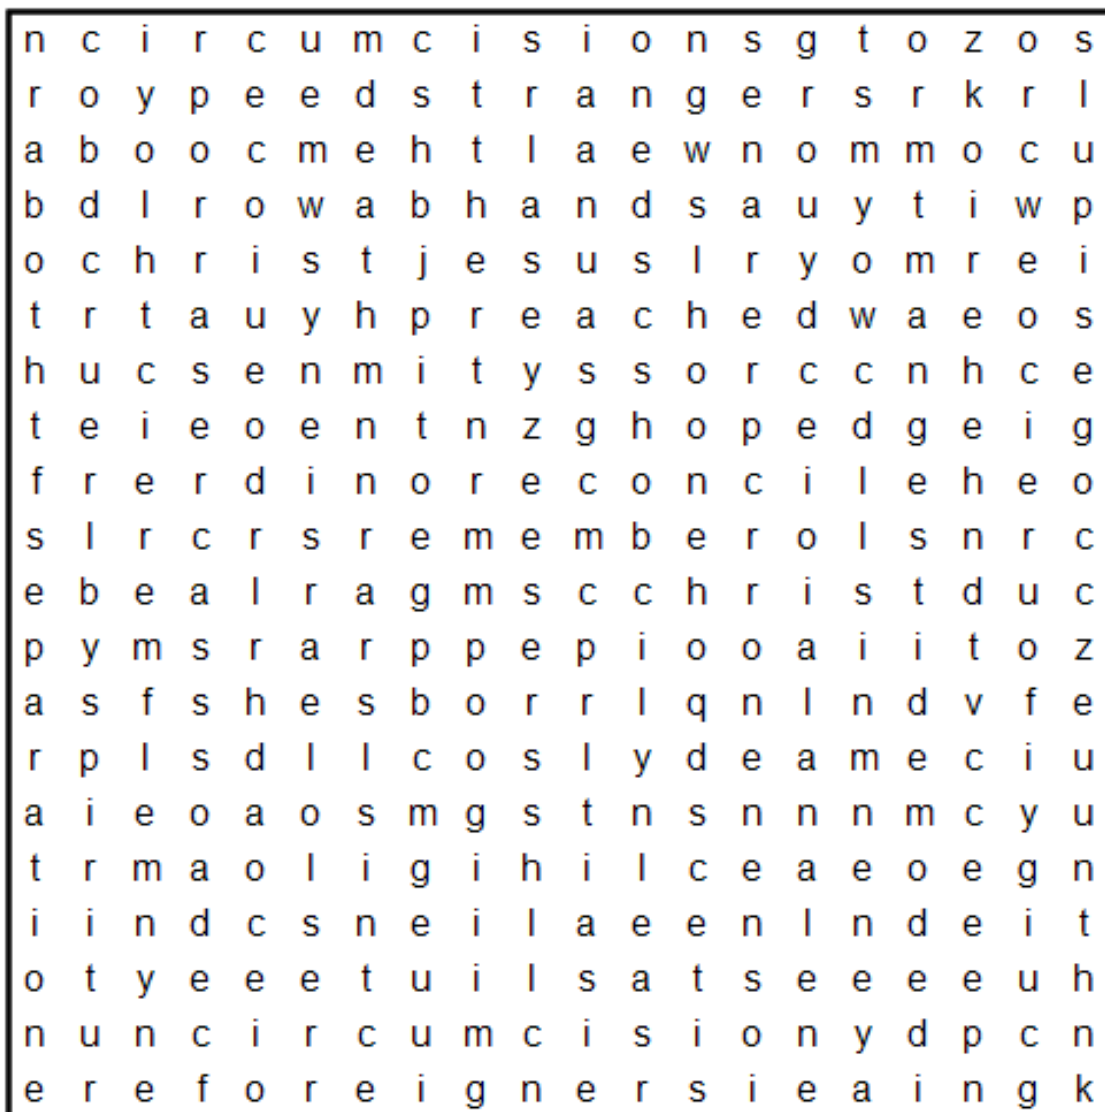 n c i r c u m c i s i o n s g t o z o s
r o y p e e d s t r a n g e r s r k r l
a b o o c m e h t l a e w n o m m o c u
b d l r o w a b h a n d s a u y t i w p
o c h r i s t j e s u s l r y o m r e i
t r t a u y h p r e a c h e d w a e o s
h u c s e n m i t y s s o r c c n h c e
t e i e o e n t n z g h o p e d g e i g
f r e r d i n o r e c o n c i l e h e o
s l r c r s r e m e m b e r o l s n r c
e b e a l r a g m s c c h r i s t d u c
p y m s r a r p p e p i o o a i i t o z
a s f s h e s b o r r l q n l n d v f e
r p l s d l l c o s l y d e a m e c i u
a i e o a o s m g s t n s n n n m c y u
t r m a o l i g i h i l c e a e o e g n
i i n d c s n e i l a e e n l n d e i t
o t y e e e t u i l s a t s e e e e u h
n u n c i r c u m c i s i o n y d p c n
e r e f o r e i g n e r s i e a i n g k